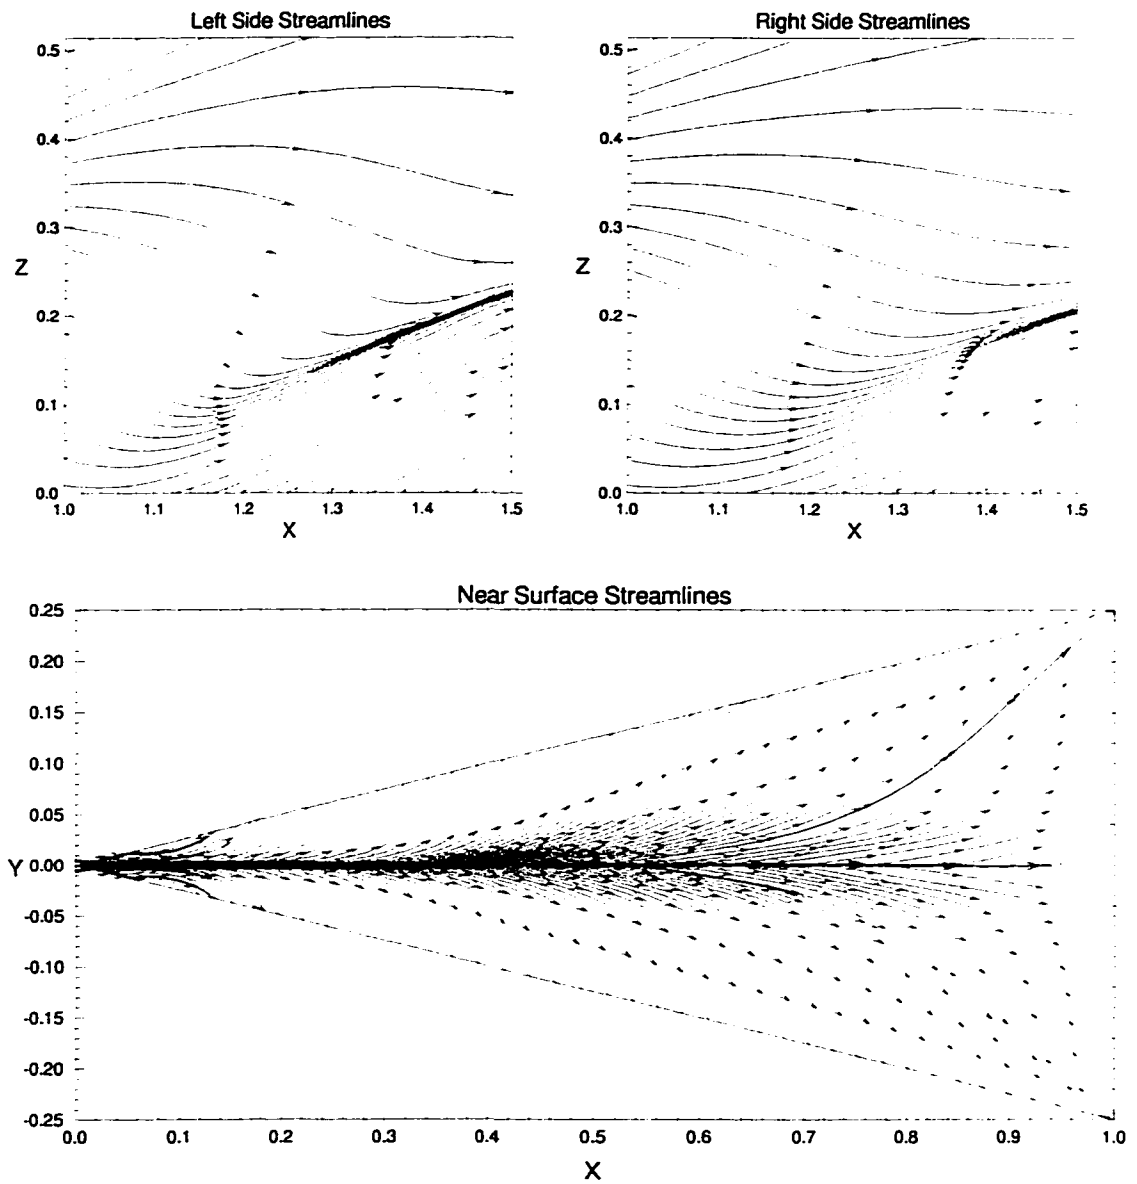 Left Side Streamlines
0.5
0.4
0.3
Z
0.2
0.1
0.0
1.0 1.1 1.2 1.3 1.4 1.5
X
Right Side Streamlines
0.5
0.4
0.3
Z
0.2
0.1
0.0
1.0 1.1 1.2 1.3 1.4 1.5
X
Near Surface Streamlines
0.25
0.20
0.15
0.10
0.05
Y 0.00
-0.05
-0.10
-0.15
-0.20
-0.25
0.0 0.1 0.2 0.3 0.4 0.5 0.6 0.7 0.8 0.9 1.0
X